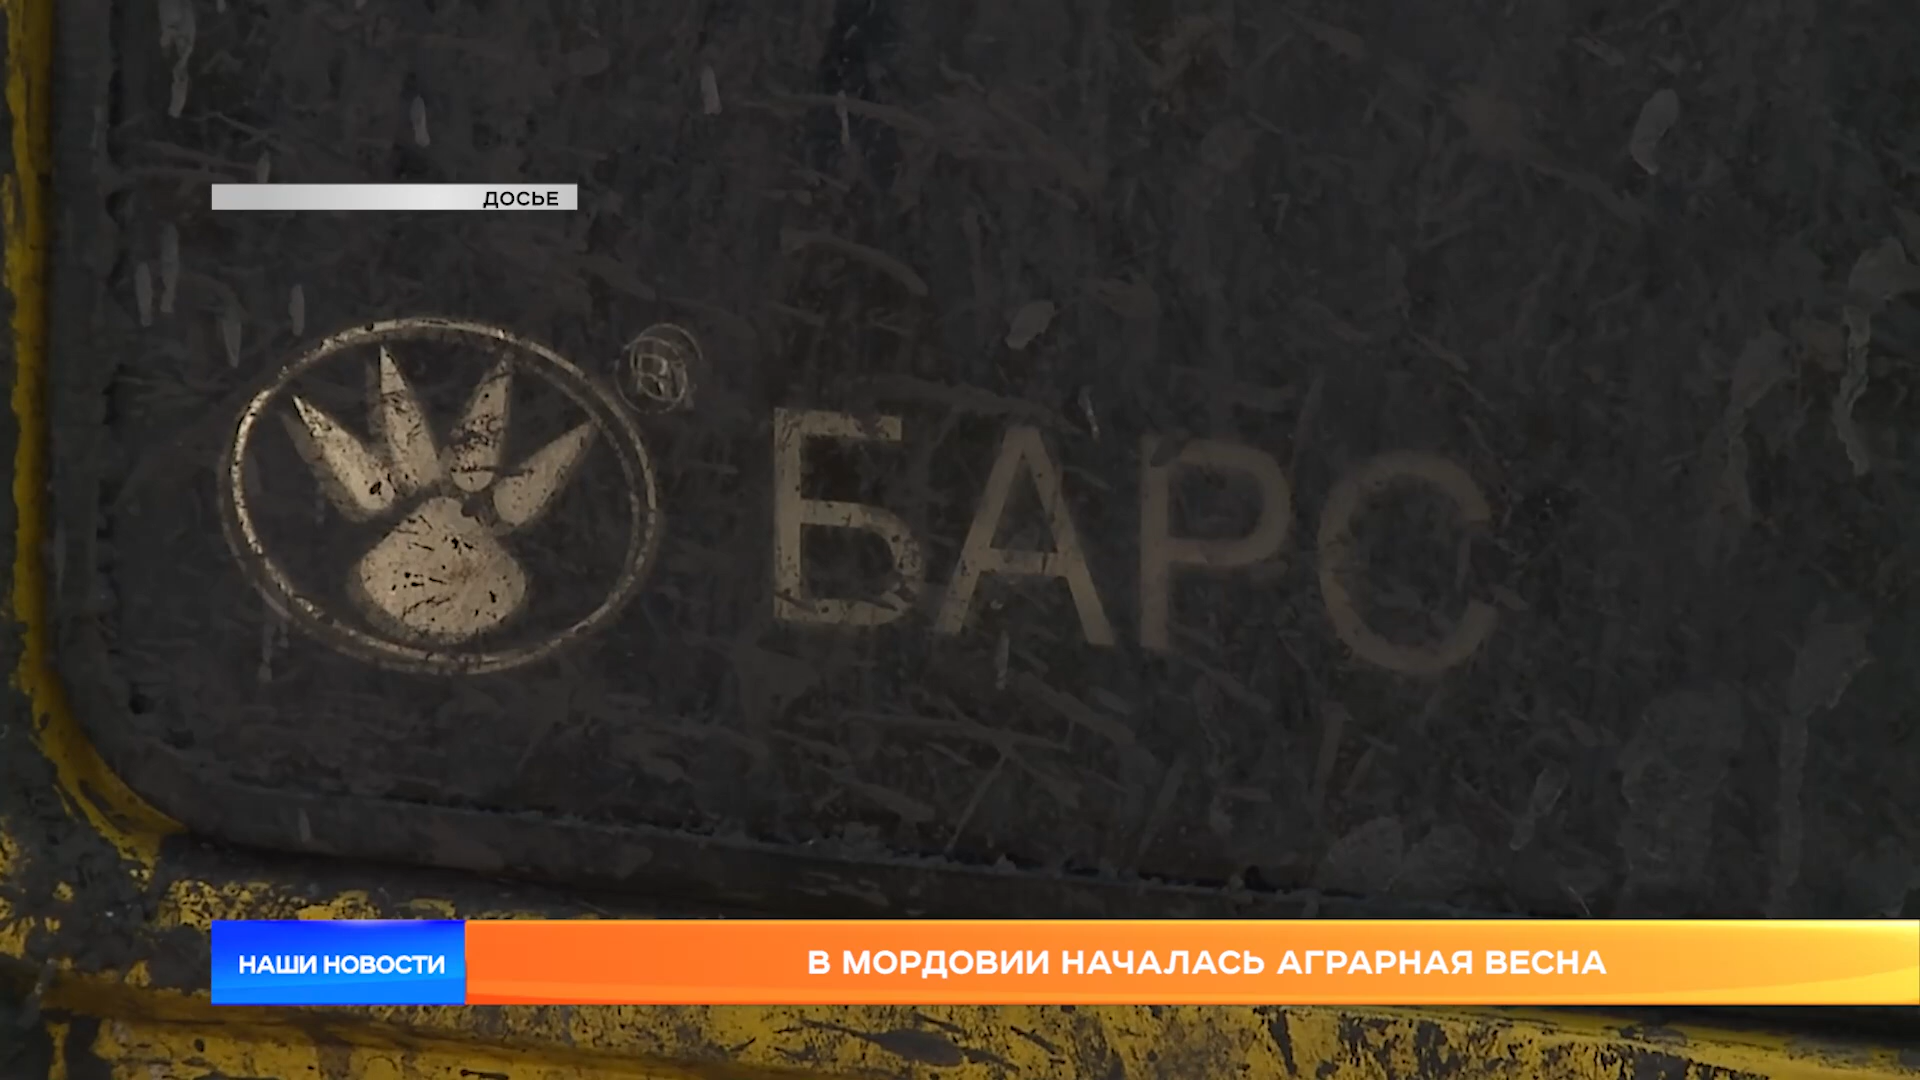 ДОСЬЕ
®
БАРС
НАШИ НОВОСТИ
В МОРДОВИИ НАЧАЛАСЬ АГРАРНАЯ ВЕСНА